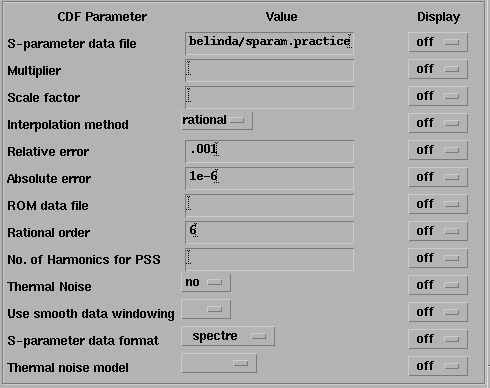 CDF Parameter Value Display
S-parameter data file belinda/sparam.practice off
Multiplier off
Scale factor off
Interpolation method rational off
Relative error .001 off
Absolute error 1e-6 off
ROM data file off
Rational order 6 off
No. of Harmonics for PSS off
Thermal Noise no off
Use smooth data windowing off
S-parameter data format spectre off
Thermal noise model off